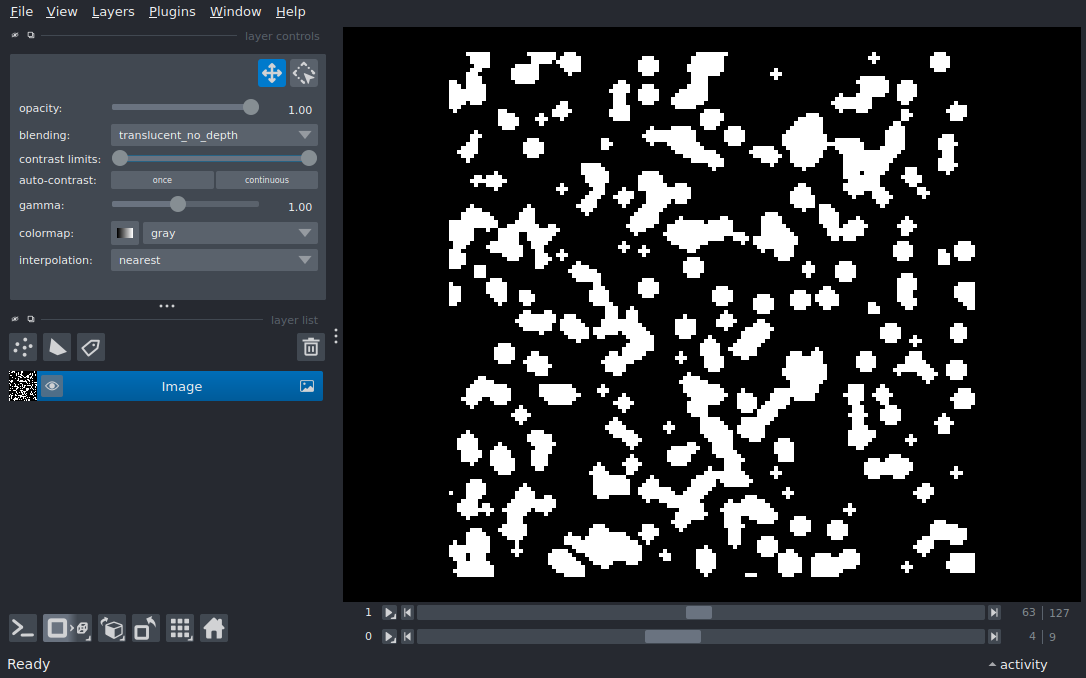 File View Layers Plugins Window Help
layer controls
opacity: 1.00
blending: translucent_no_depth
contrast limits:
auto-contrast: once continuous
gamma: 1.00
colormap: gray
interpolation: nearest
layer list
Image
1 63 127
0 4 9
Ready activity